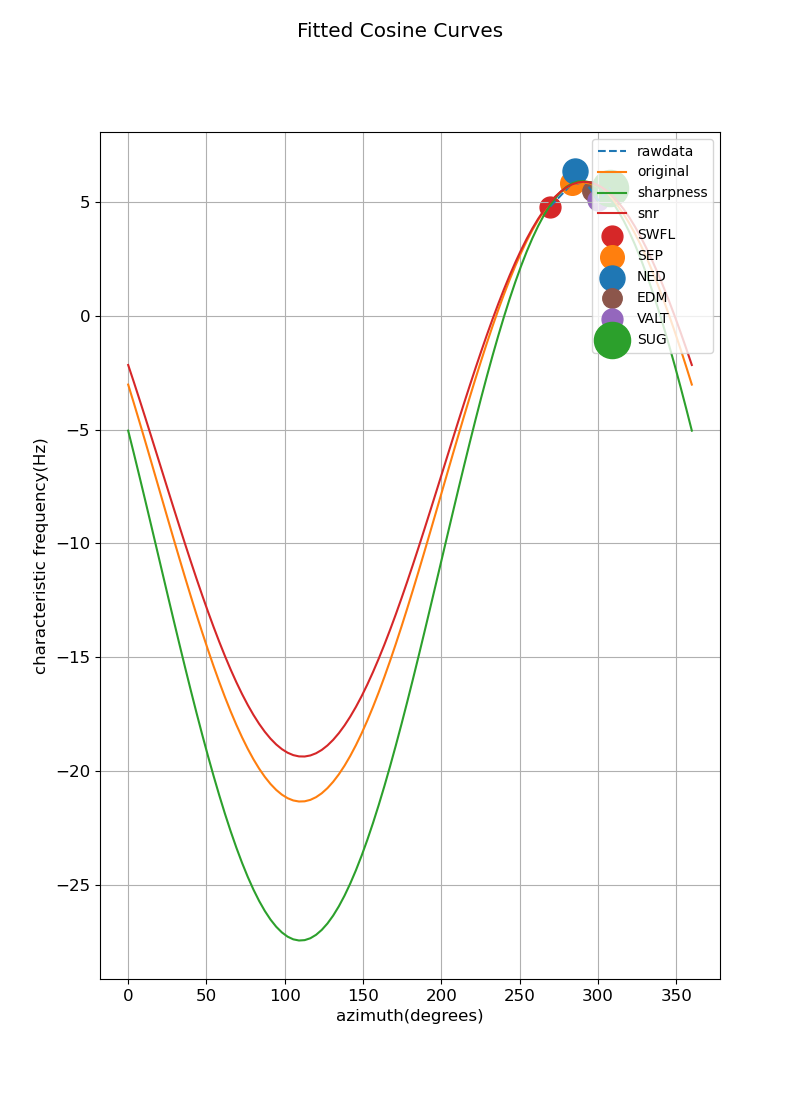 Fitted Cosine Curves
rawdata
original
sharpness
snr
SWFL
SEP
NED
EDM
VALT
SUG
characteristic frequency(Hz)
5
0
−5
−10
−15
−20
−25
0 50 100 150 200 250 300 350
azimuth(degrees)